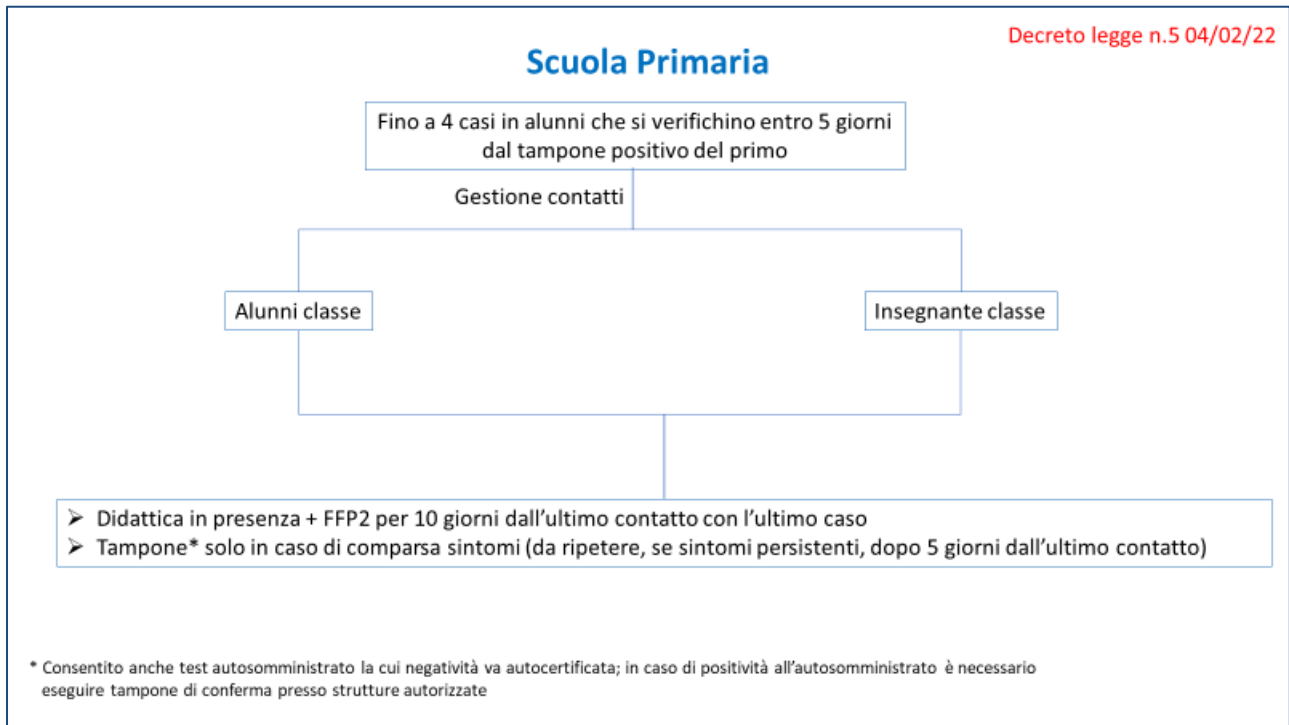 Decreto legge n.5 04/02/22
Scuola Primaria
Fino a 4 casi in alunni che si verifichino entro 5 giorni
dal tampone positivo del primo
Gestione contatti
Alunni classe
Insegnante classe
➤ Didattica in presenza + FFP2 per 10 giorni dall’ultimo contatto con l’ultimo caso
➤ Tampone* solo in caso di comparsa sintomi (da ripetere, se sintomi persistenti, dopo 5 giorni dall’ultimo contatto)
* Consentito anche test autosomministrato la cui negatività va autocertificata; in caso di positività all’autosomministrato è necessario
eseguire tampone di conferma presso strutture autorizzate